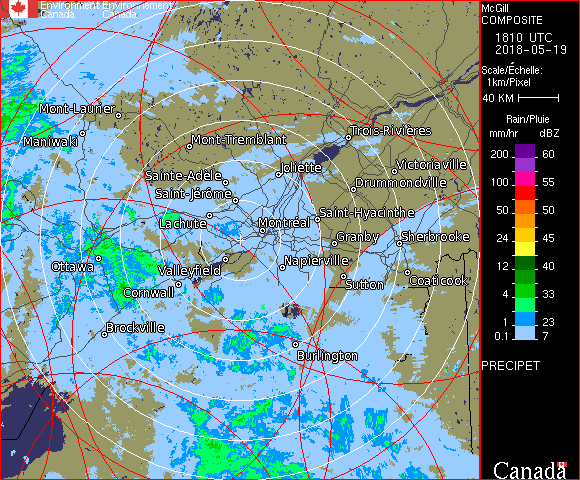 Environment Environnement
Canada Canada
Mont-Laurier
Maniwaki
Mont-Tremblant
Trois-Rivières
Joliette
Victoriaville
Sainte-Adèle
Drummondville
Saint-Jérôme
Saint-Hyacinthe
Lachute
Montréal
Granby
Sherbrooke
Ottawa
Valleyfield
Napierville
Sutton
Coaticook
Cornwall
Brockville
Burlington
McGill
COMPOSITE
1810 UTC
2018-05-19
Scale/Échelle:
1km/Pixel
40 KM
Rain/Pluie
mm/hr dBZ
200 60
100 55
50 50
24 45
12 40
4 33
1 23
0.1 7
PRECIPET
Canada